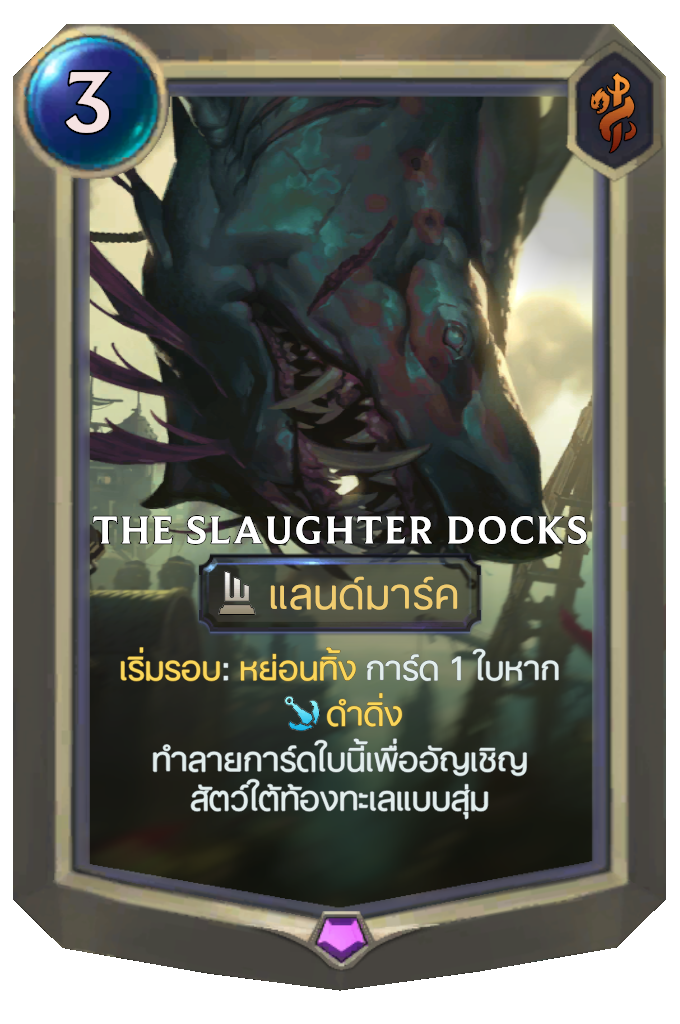 3
THE SLAUGHTER DOCKS
แลนด์มาร์ค
เริ่มรอบ: หย่อนทิ้ง การ์ด 1 ใบหาก
ดำดิ่ง
ทำลายการ์ดใบนี้เพื่ออัญเชิญ
สัตว์ใต้ท้องทะเลแบบสุ่ม